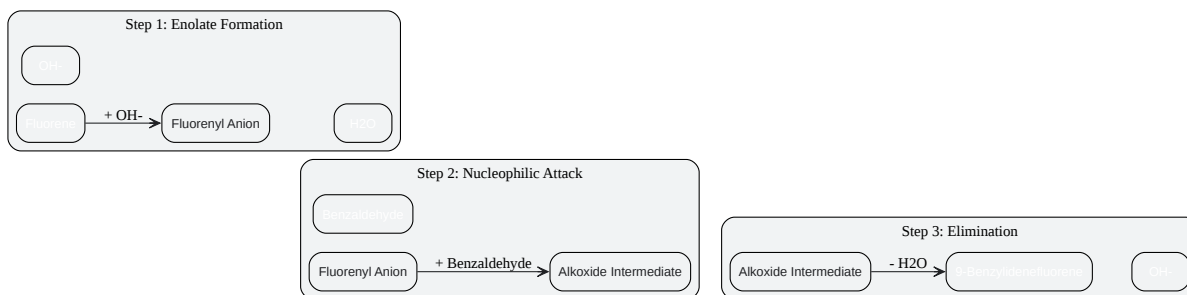 Step 1: Enolate Formation
OH-
Fluorene
+ OH-
Fluorenyl Anion
H2O
Step 2: Nucleophilic Attack
Benzaldehyde
Fluorenyl Anion
+ Benzaldehyde
Alkoxide Intermediate
Step 3: Elimination
Alkoxide Intermediate
- H2O
9-Benzylidenefluorene
OH-